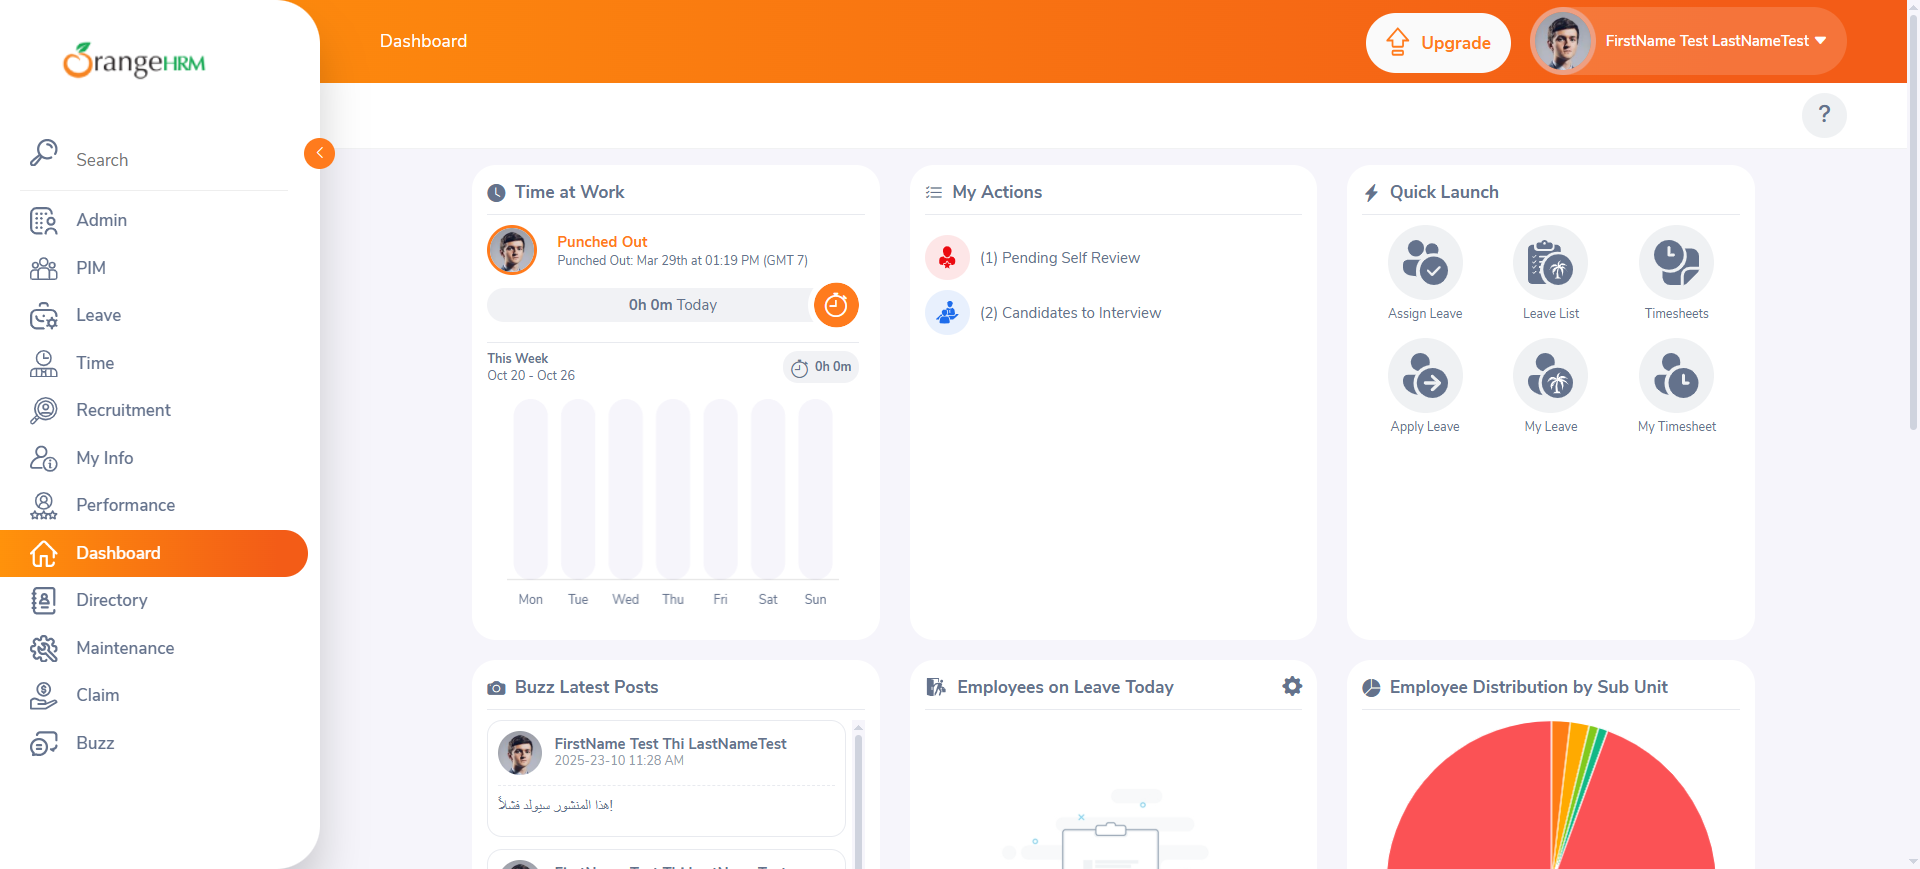 OrangeHRM
Search
Admin
PIM
Leave
Time
Recruitment
My Info
Performance
Dashboard
Directory
Maintenance
Claim
Buzz
Dashboard
Upgrade
FirstName Test LastNameTest
?
Time at Work
Punched Out
Punched Out: Mar 29th at 01:19 PM (GMT 7)
0h 0m Today
This Week
Oct 20 - Oct 26
0h 0m
Mon Tue Wed Thu Fri Sat Sun
My Actions
(1) Pending Self Review
(2) Candidates to Interview
Quick Launch
Assign Leave
Leave List
Timesheets
Apply Leave
My Leave
My Timesheet
Buzz Latest Posts
FirstName Test Thi LastNameTest
2025-23-10 11:28 AM
هذا المنشور سيولد فشلاً!
Employees on Leave Today
Employee Distribution by Sub Unit